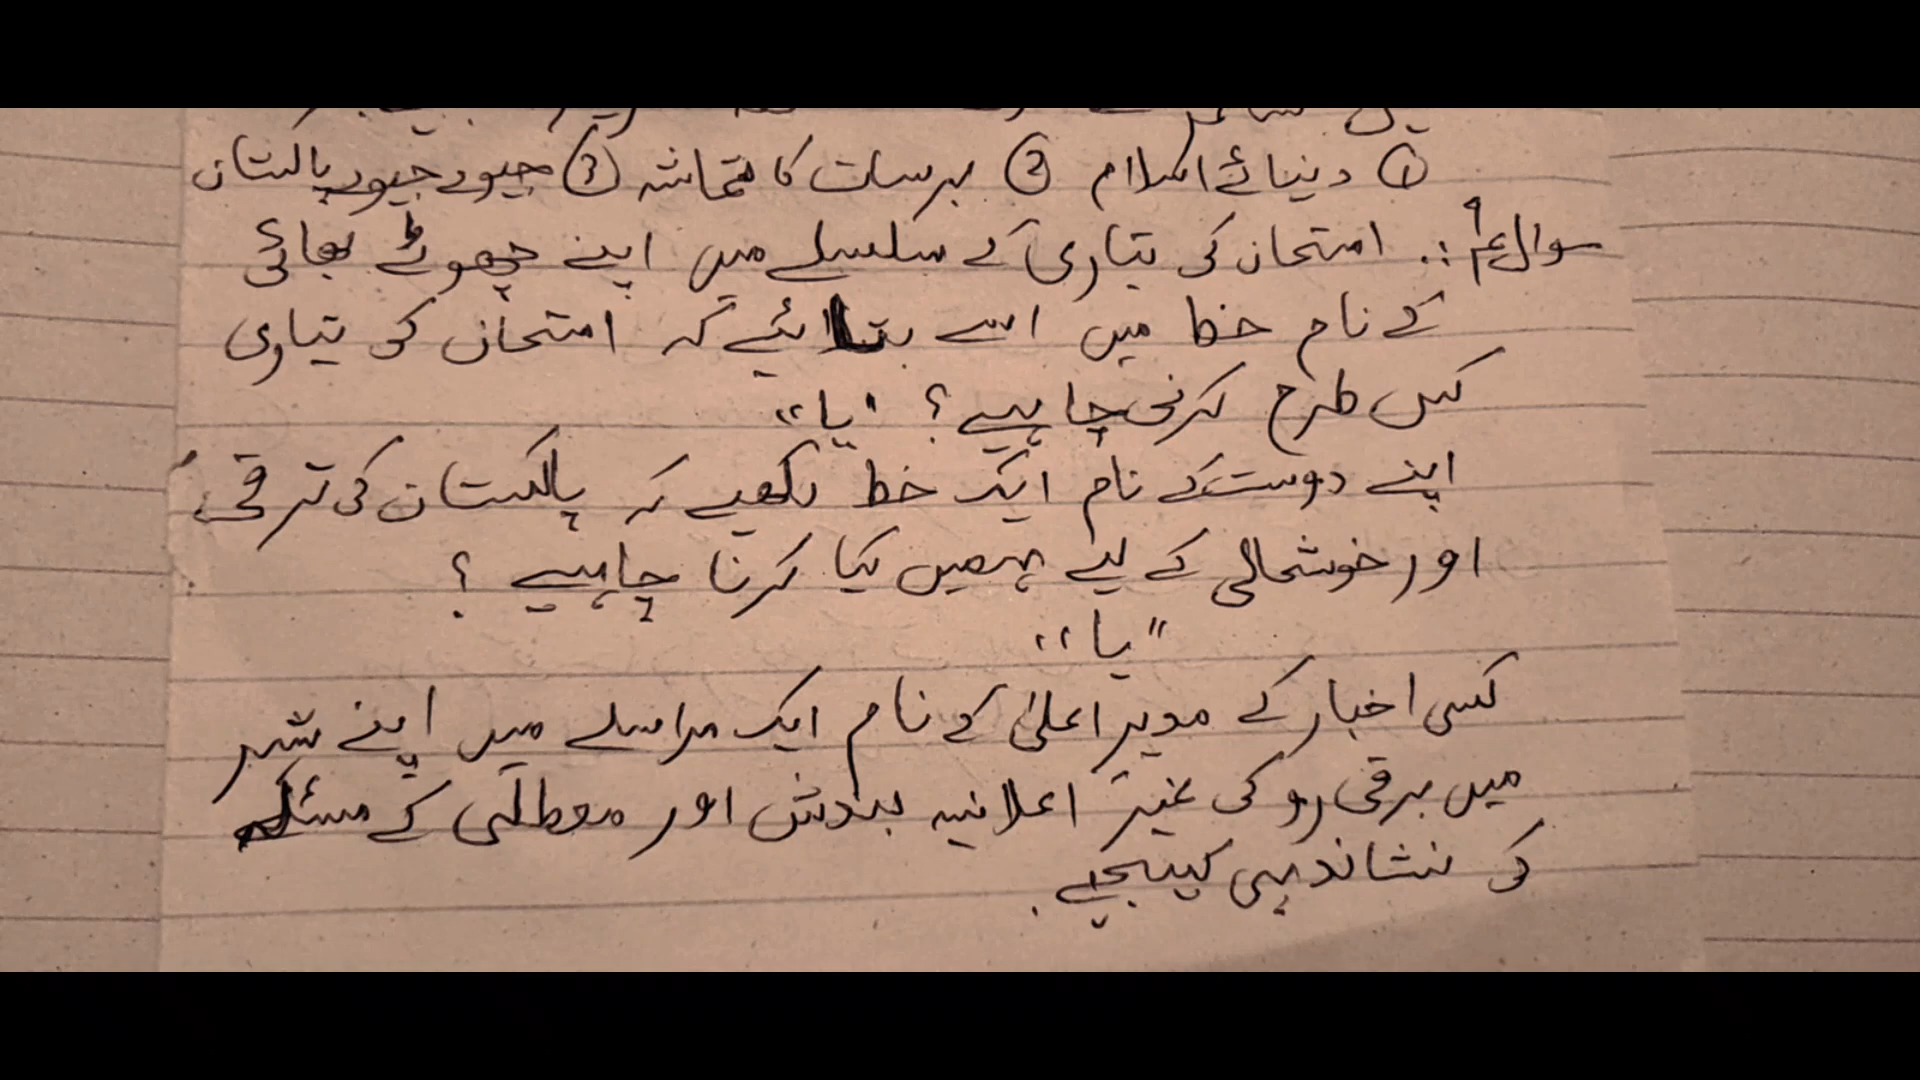 ① دنیائے اسلام ② برسات کا تماشہ ③ جیوے جیوے پاکستان
سوال نمبر ۹:۔ امتحان کی تیاری کے سلسلے میں اپنے چھوٹے بھائی
کے نام خط میں اسے بتلائیے کہ امتحان کی تیاری
کس طرح کرنی چاہیے؟ "یا"
اپنے دوست کے نام ایک خط لکھیے کہ پاکستان کی ترقی
اور خوشحالی کے لیے ہمیں کیا کرنا چاہیے؟
"یا"
کسی اخبار کے مدیر اعلیٰ کے نام ایک مراسلے میں اپنے شہر
میں برقی رو کی غیر اعلانیہ بندش اور معطلی کے مسئلہ
کی نشاندہی کیجیے۔